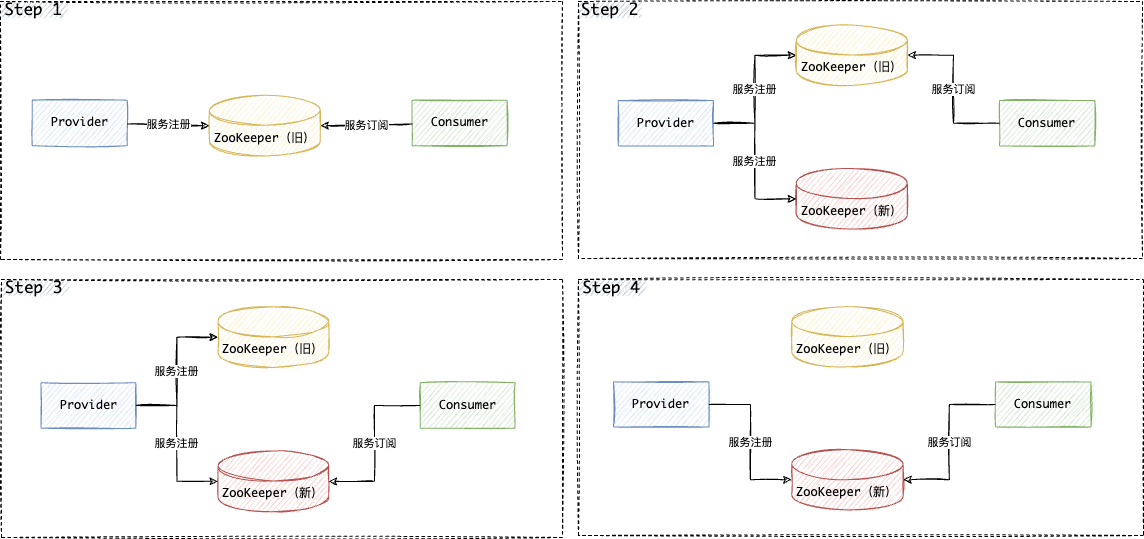 Step 1
Provider
服务注册
ZooKeeper（旧）
服务订阅
Consumer
Step 2
ZooKeeper（旧）
服务注册
服务订阅
Provider
Consumer
服务注册
ZooKeeper（新）
Step 3
ZooKeeper（旧）
服务注册
Provider
Consumer
服务注册
服务订阅
ZooKeeper（新）
Step 4
ZooKeeper（旧）
Provider
Consumer
服务注册
服务订阅
ZooKeeper（新）